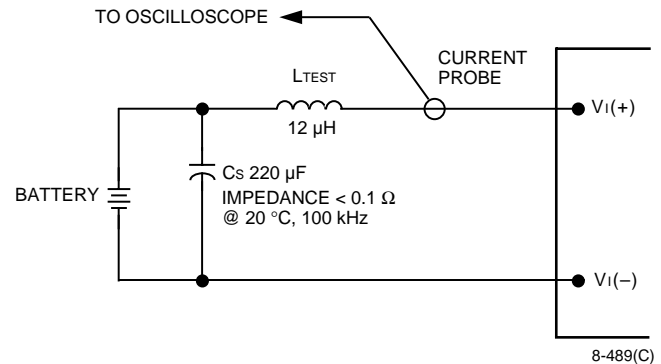 TO OSCILLOSCOPE
CURRENT
PROBE
LTEST
12 µH
VI(+)
CS 220 µF
IMPEDANCE < 0.1 Ω
@ 20 °C, 100 kHz
BATTERY
VI(–)
8-489(C)